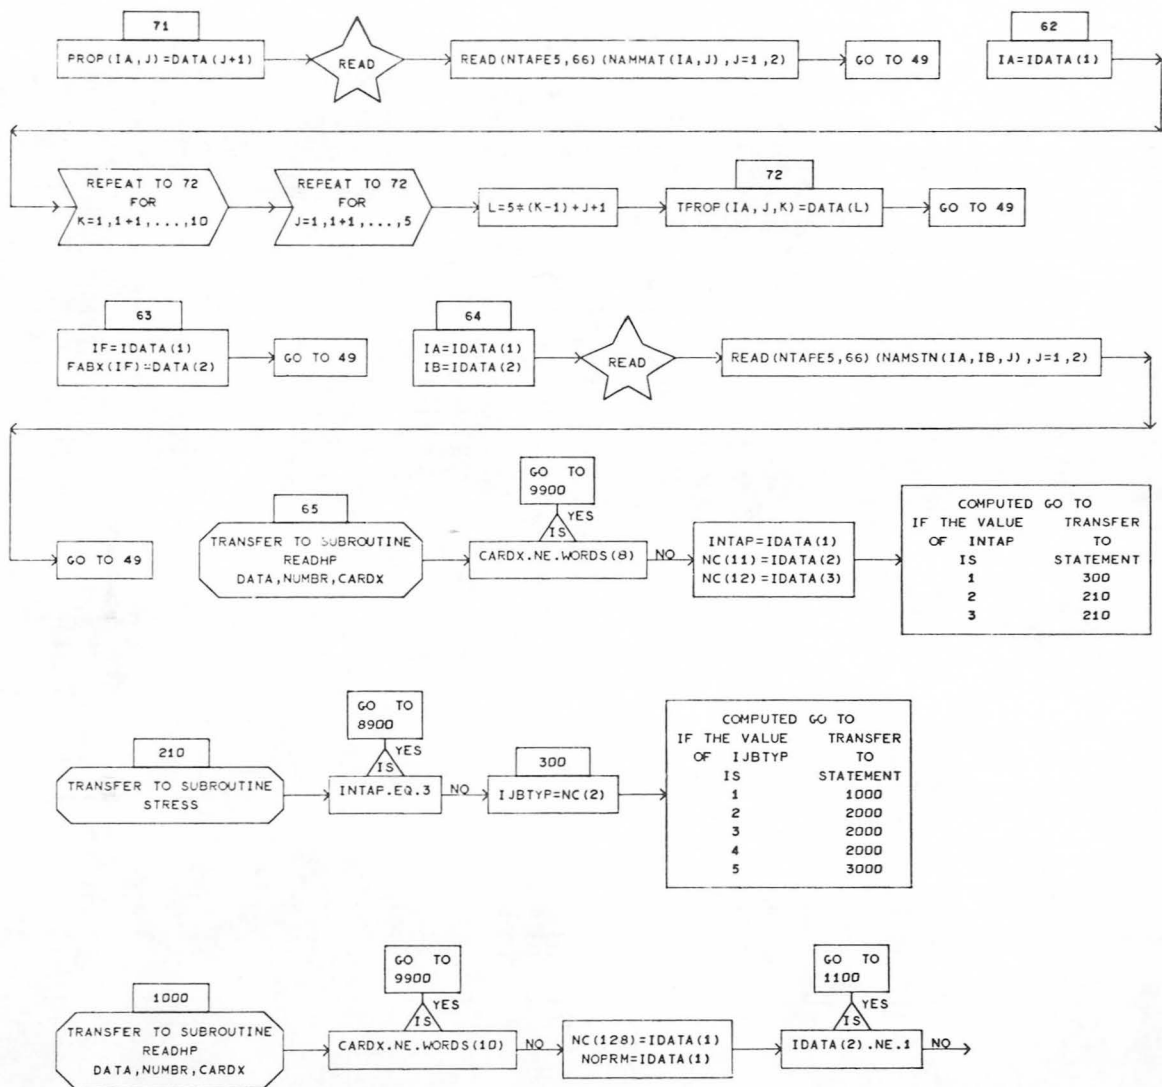 71
PROP(IA,J)=DATA(J+1)
READ
READ(NTAPE5,66)(NAMMAT(IA,J),J=1,2)
GO TO 49
62
IA=IDATA(1)
REPEAT TO 72
FOR
K=1,1+1,...,10
REPEAT TO 72
FOR
J=1,1+1,...,5
L=5*(K-1)+J+1
72
TPROP(IA,J,K)=DATA(L)
GO TO 49
63
IF=IDATA(1)
FABX(IF)=DATA(2)
GO TO 49
64
IA=IDATA(1)
IB=IDATA(2)
READ
READ(NTAPE5,66)(NAMSTN(IA,IB,J),J=1,2)
GO TO 49
65
TRANSFER TO SUBROUTINE
READHP
DATA,NUMBR,CARDX
GO TO
9900
YES
IS
CARDX.NE.WORDS(8)
NO
INTAP=IDATA(1)
NC(11)=IDATA(2)
NC(12)=IDATA(3)
COMPUTED GO TO
IF THE VALUE TRANSFER
OF INTAP TO
IS STATEMENT
1 300
2 210
3 210
210
TRANSFER TO SUBROUTINE
STRESS
GO TO
8900
YES
IS
INTAP.EQ.3
NO
300
IJBTYP=NC(2)
COMPUTED GO TO
IF THE VALUE TRANSFER
OF IJBTYP TO
IS STATEMENT
1 1000
2 2000
3 2000
4 2000
5 3000
1000
TRANSFER TO SUBROUTINE
READHP
DATA,NUMBR,CARDX
GO TO
9900
YES
IS
CARDX.NE.WORDS(10)
NO
NC(128)=IDATA(1)
NOPRM=IDATA(1)
GO TO
1100
YES
IS
IDATA(2).NE.1
NO